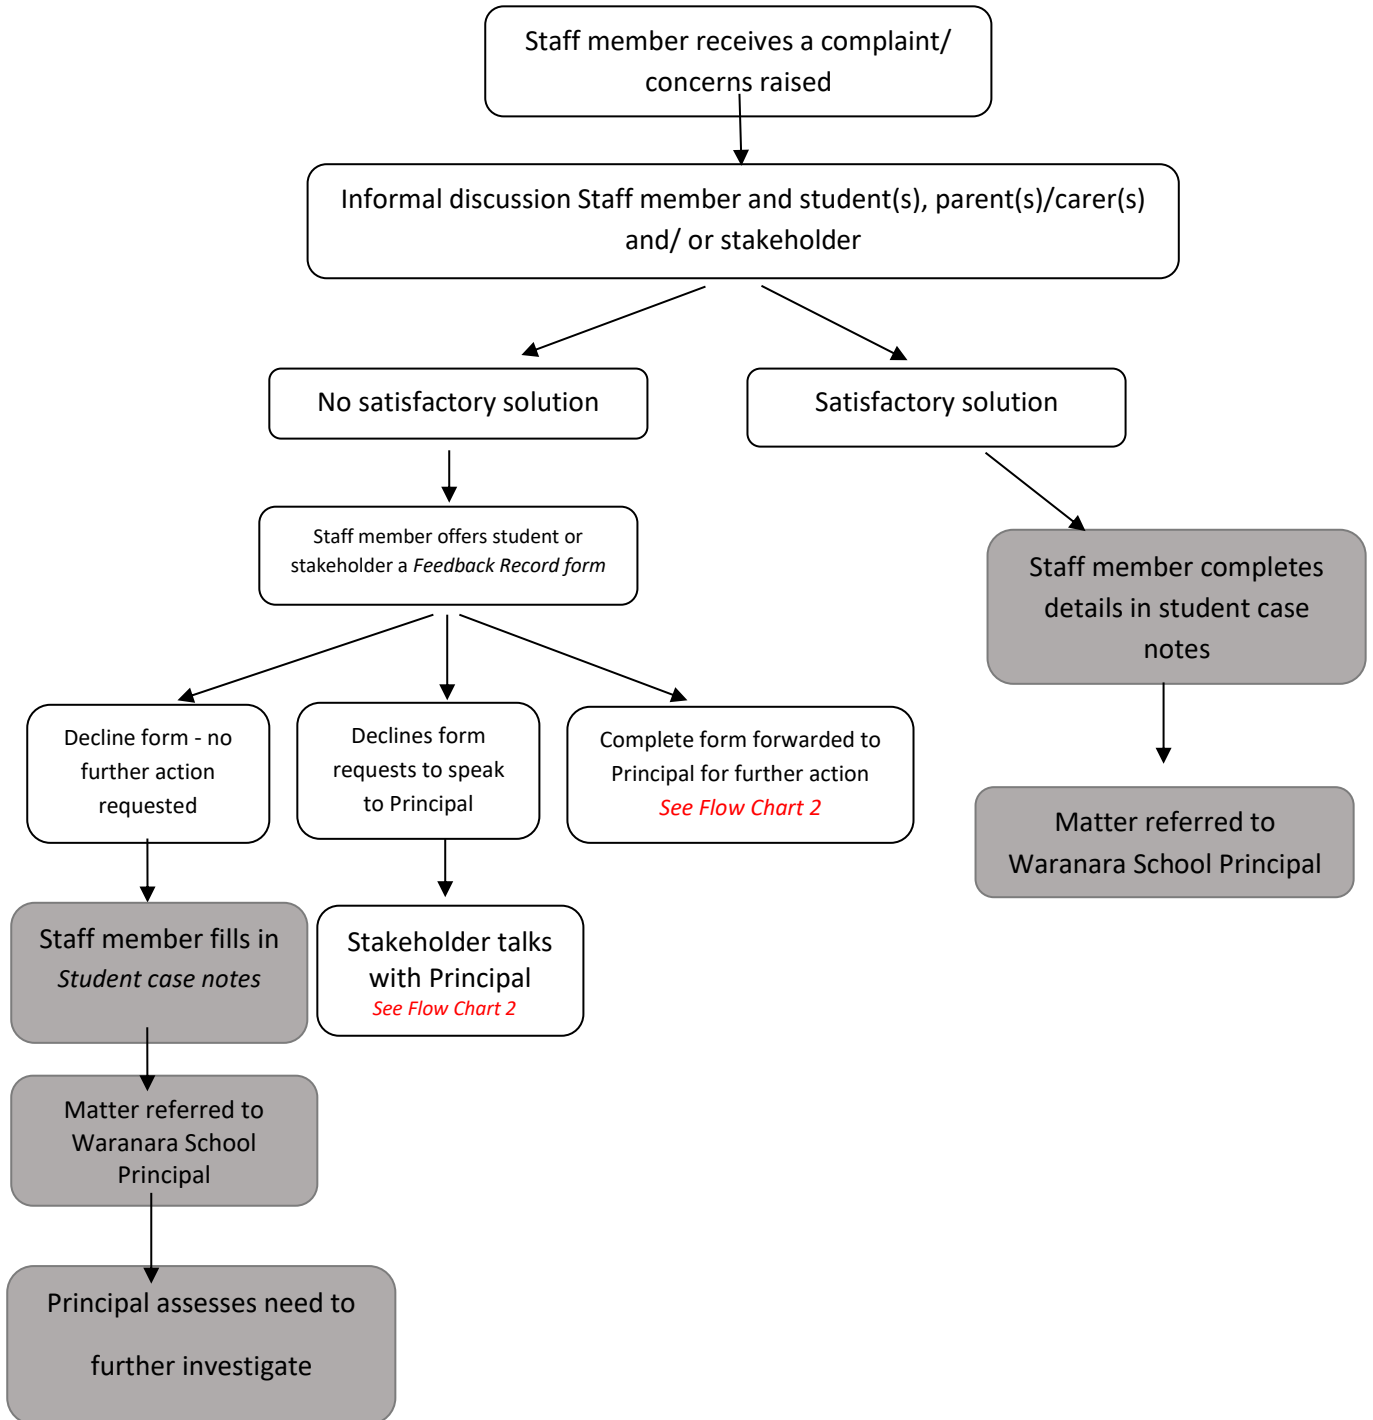 Staff member receives a complaint/
concerns raised
Informal discussion Staff member and student(s), parent(s)/carer(s)
and/ or stakeholder
No satisfactory solution
Satisfactory solution
Staff member offers student or
stakeholder a Feedback Record form
Staff member completes
details in student case
notes
Decline form - no
further action
requested
Declines form
requests to speak
to Principal
Complete form forwarded to
Principal for further action
See Flow Chart 2
Matter referred to
Waranara School Principal
Staff member fills in
Student case notes
Stakeholder talks
with Principal
See Flow Chart 2
Matter referred to
Waranara School
Principal
Principal assesses need to
further investigate